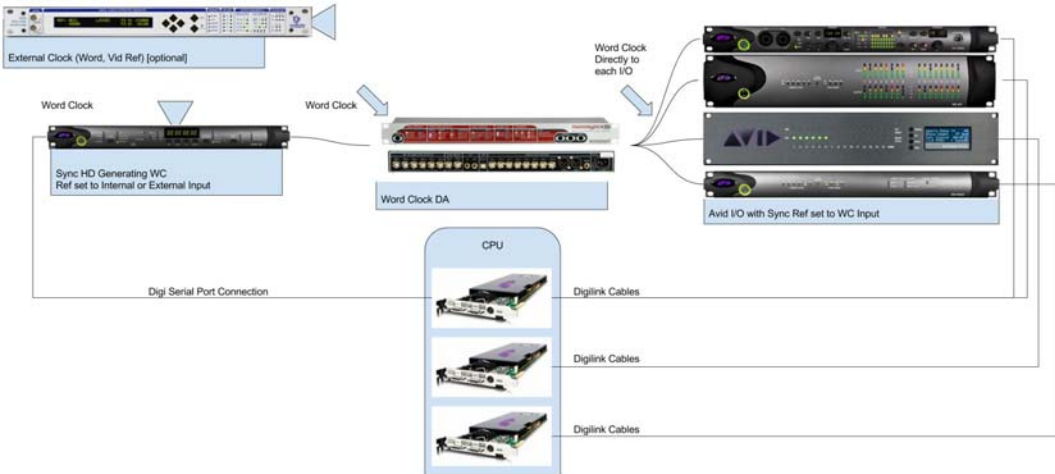 External Clock (Word, Vid Ref) [optional]
Word Clock
Sync HD Generating WC
Ref set to Internal or External Input
Word Clock
Word Clock DA
Word Clock
Directly to
each I/O
AVID
Avid I/O with Sync Ref set to WC Input
CPU
Digi Serial Port Connection
Digilink Cables
Digilink Cables
Digilink Cables